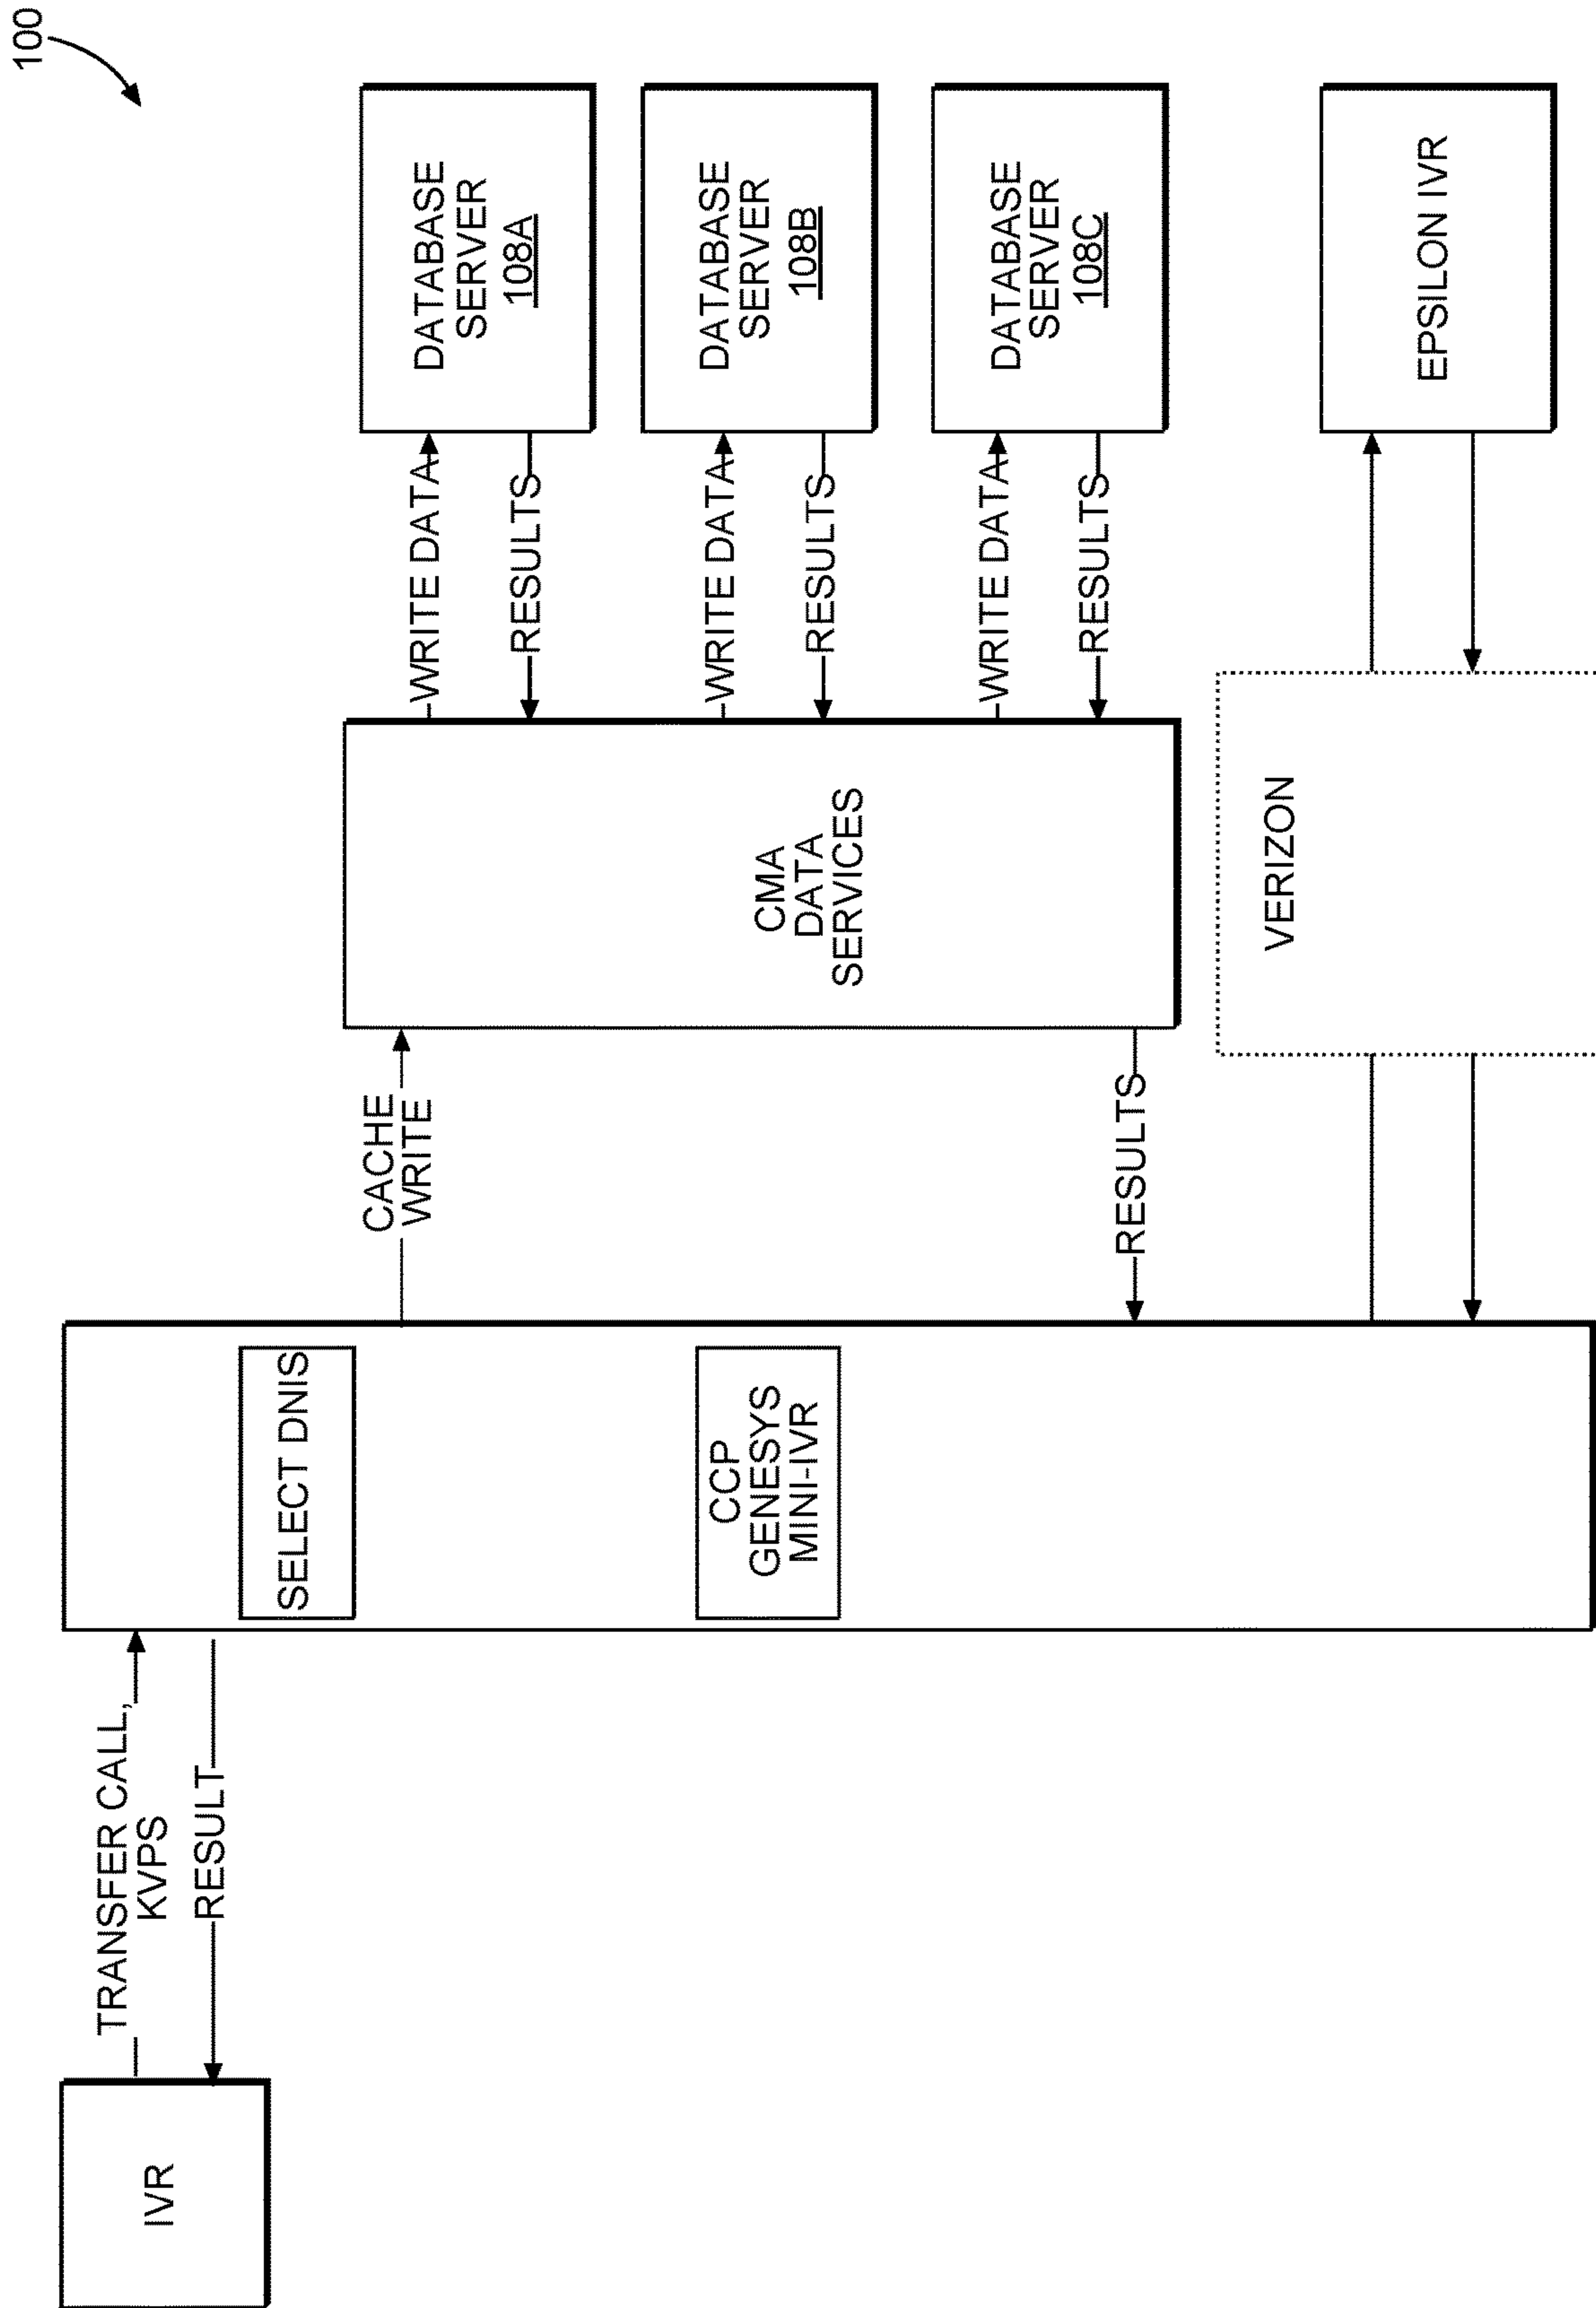 100
IVR
TRANSFER CALL,
KVPS
RESULT
SELECT DNIS
CCP
GENESYS
MINI-IVR
CACHE
WRITE
RESULTS
CMA
DATA
SERVICES
WRITE DATA
RESULTS
WRITE DATA
RESULTS
WRITE DATA
RESULTS
DATABASE
SERVER
108A
DATABASE
SERVER
108B
DATABASE
SERVER
108C
VERIZON
EPSILON IVR